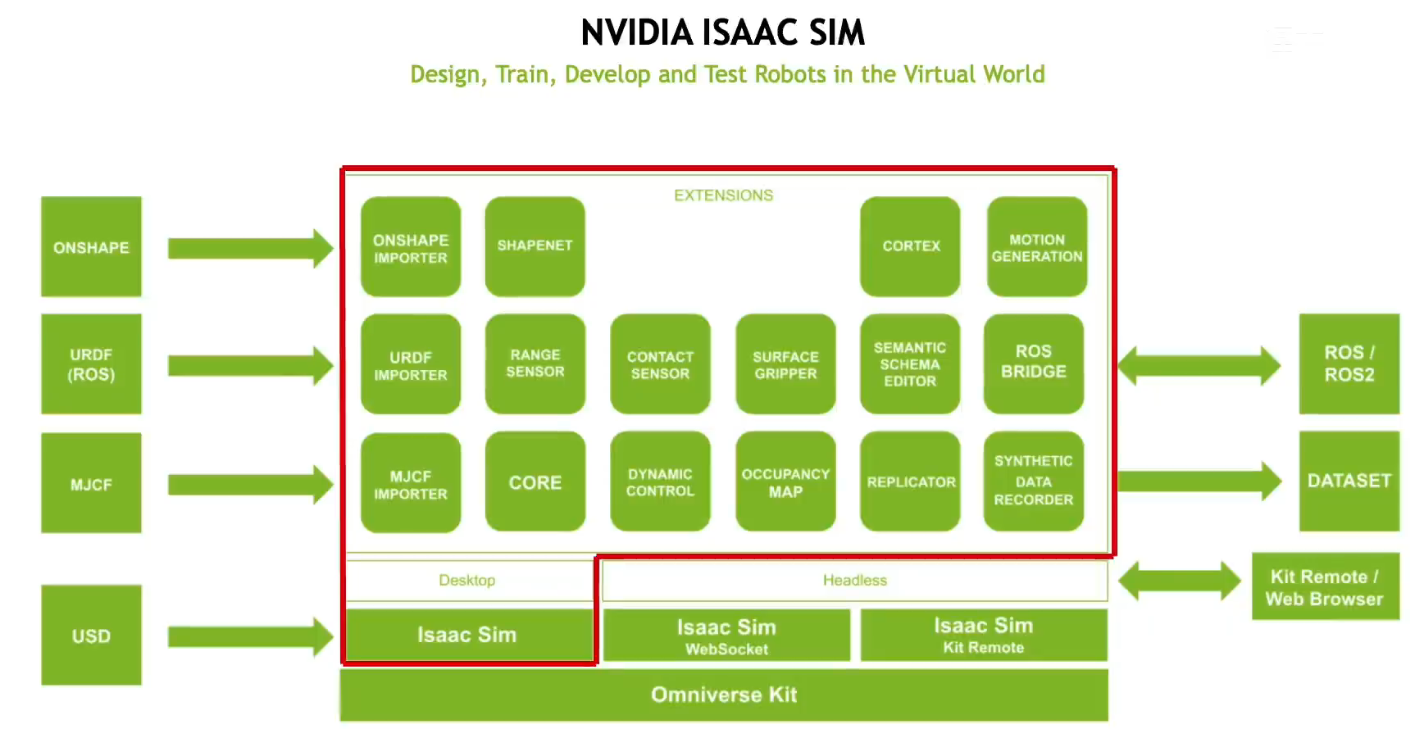 NVIDIA ISAAC SIM
Design, Train, Develop and Test Robots in the Virtual World
EXTENSIONS
ONSHAPE
ONSHAPE
IMPORTER
SHAPENET
CORTEX
MOTION
GENERATION
URDF
(ROS)
URDF
IMPORTER
RANGE
SENSOR
CONTACT
SENSOR
SURFACE
GRIPPER
SEMANTIC
SCHEMA
EDITOR
ROS
BRIDGE
ROS /
ROS2
MJCF
MJCF
IMPORTER
CORE
DYNAMIC
CONTROL
OCCUPANCY
MAP
REPLICATOR
SYNTHETIC
DATA
RECORDER
DATASET
Desktop
Headless
Kit Remote /
Web Browser
USD
Isaac Sim
Isaac Sim
WebSocket
Isaac Sim
Kit Remote
Omniverse Kit